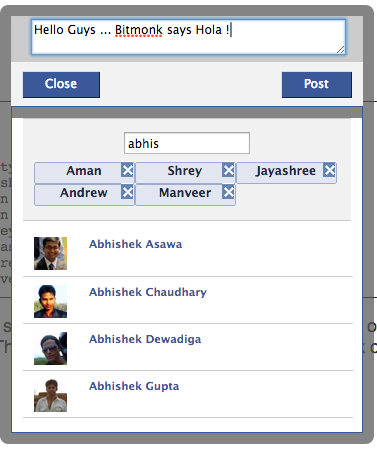 Hello Guys ... Bitmonk says Hola !
Close Post
abhis
Aman Shrey Jayashree
Andrew Manveer
Abhishek Asawa
Abhishek Chaudhary
Abhishek Dewadiga
Abhishek Gupta